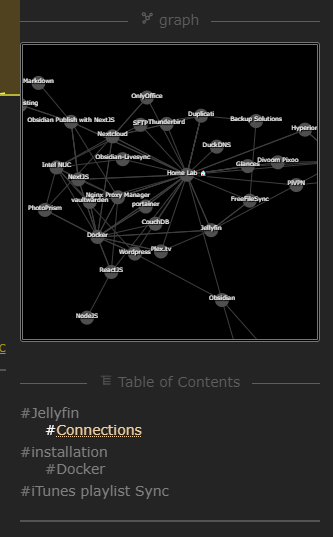 graph
Markdown
OnlyOffice
Duplicati
Obsidian Publish with NextJS
SFTP
Thunderbird
Backup Solutions
Hyperior
Nextcloud
DuckDNS
Obsidian-Livesync
Glances
Divoom Pixoo
Intel NUC
NextJS
Home Lab 🏠
PiVPN
Nginx Proxy Manager
vaultwarden
portainer
FreeFileSync
PhotoPrism
CouchDB
Jellyfin
Docker
Wordpress
Plex.tv
ReactJS
Obsidian
NodeJS
Table of Contents
#Jellyfin
#Connections
#installation
#Docker
#iTunes playlist Sync